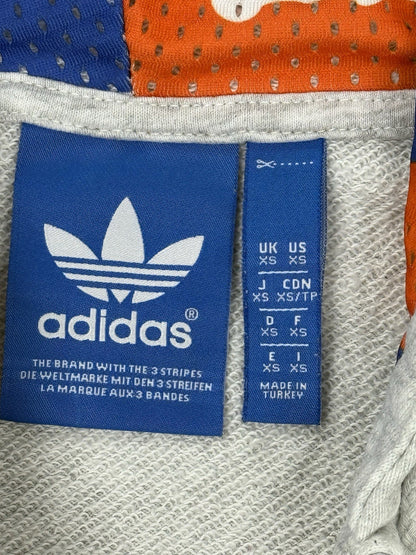 adidas®
THE BRAND WITH THE 3 STRIPES
DIE WELTMARKE MIT DEN 3 STREIFEN
LA MARQUE AUX 3 BANDES
UK US
XS XS
J CDN
XS XS/TP
D F
XS XS
E I
XS XS
MADE IN
TURKEY